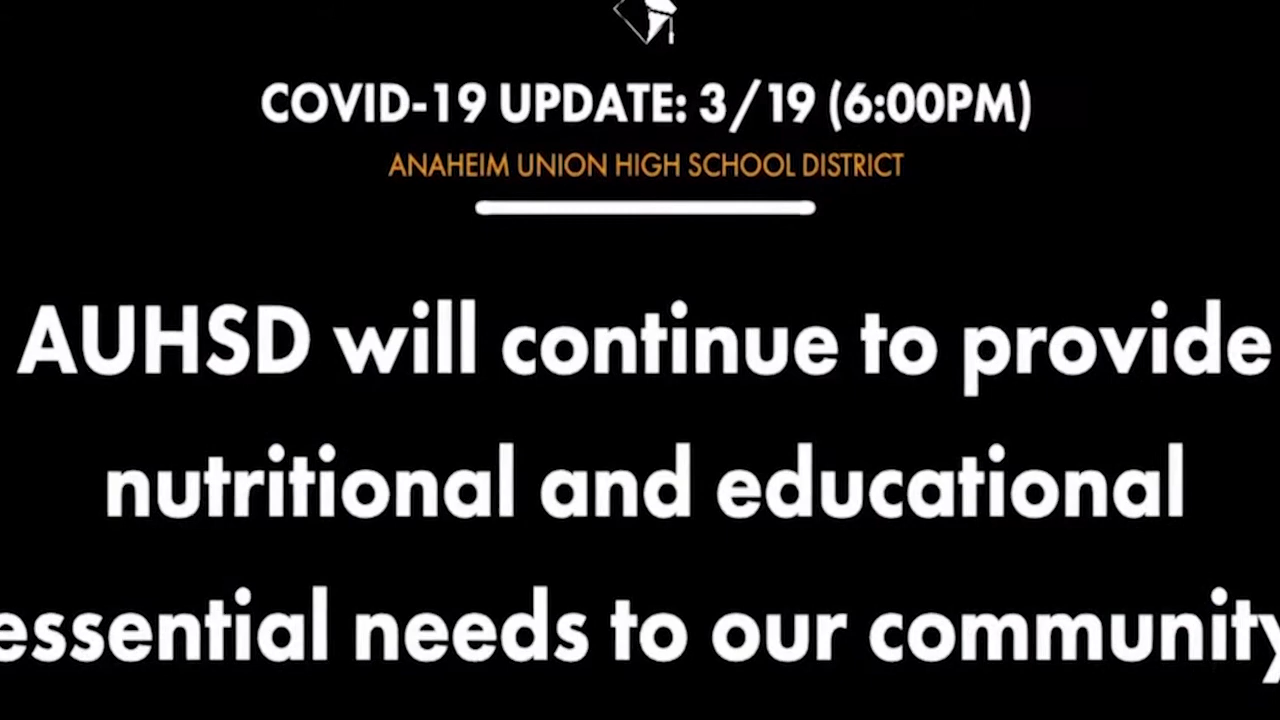 COVID-19 UPDATE: 3/19 (6:00PM)
ANAHEIM UNION HIGH SCHOOL DISTRICT
AUHSD will continue to provide
nutritional and educational
essential needs to our community